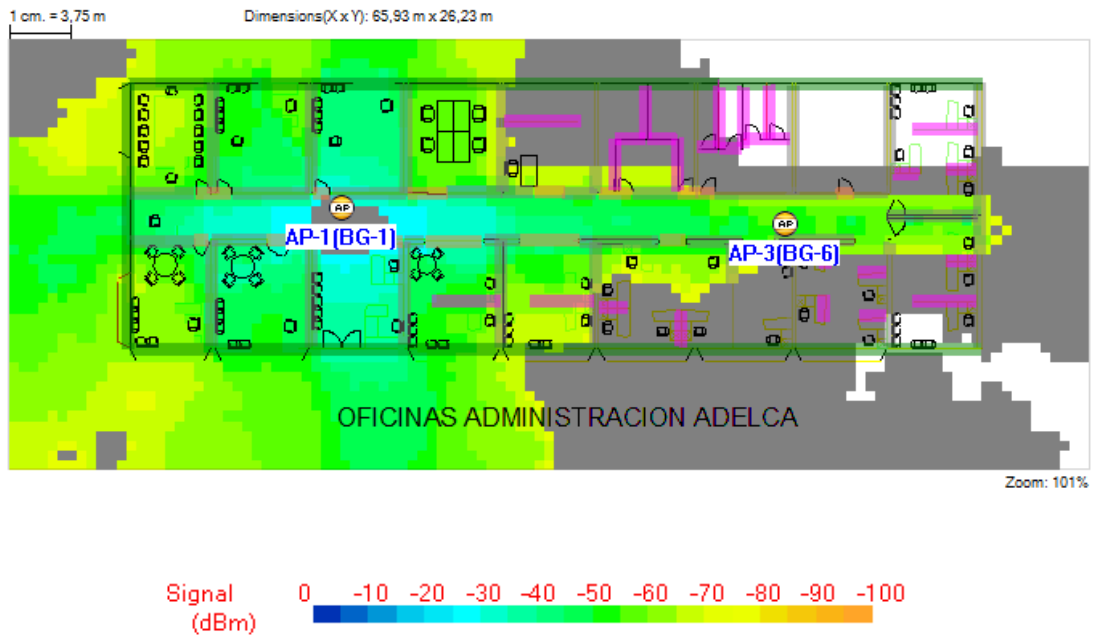 1 cm. = 3,75 m
Dimensions(X x Y): 65,93 m x 26,23 m
AP
AP-1(BG-1)
AP
AP-3(BG-6)
OFICINAS ADMINISTRACION ADELCA
Zoom: 101%
Signal 0 -10 -20 -30 -40 -50 -60 -70 -80 -90 -100
(dBm)